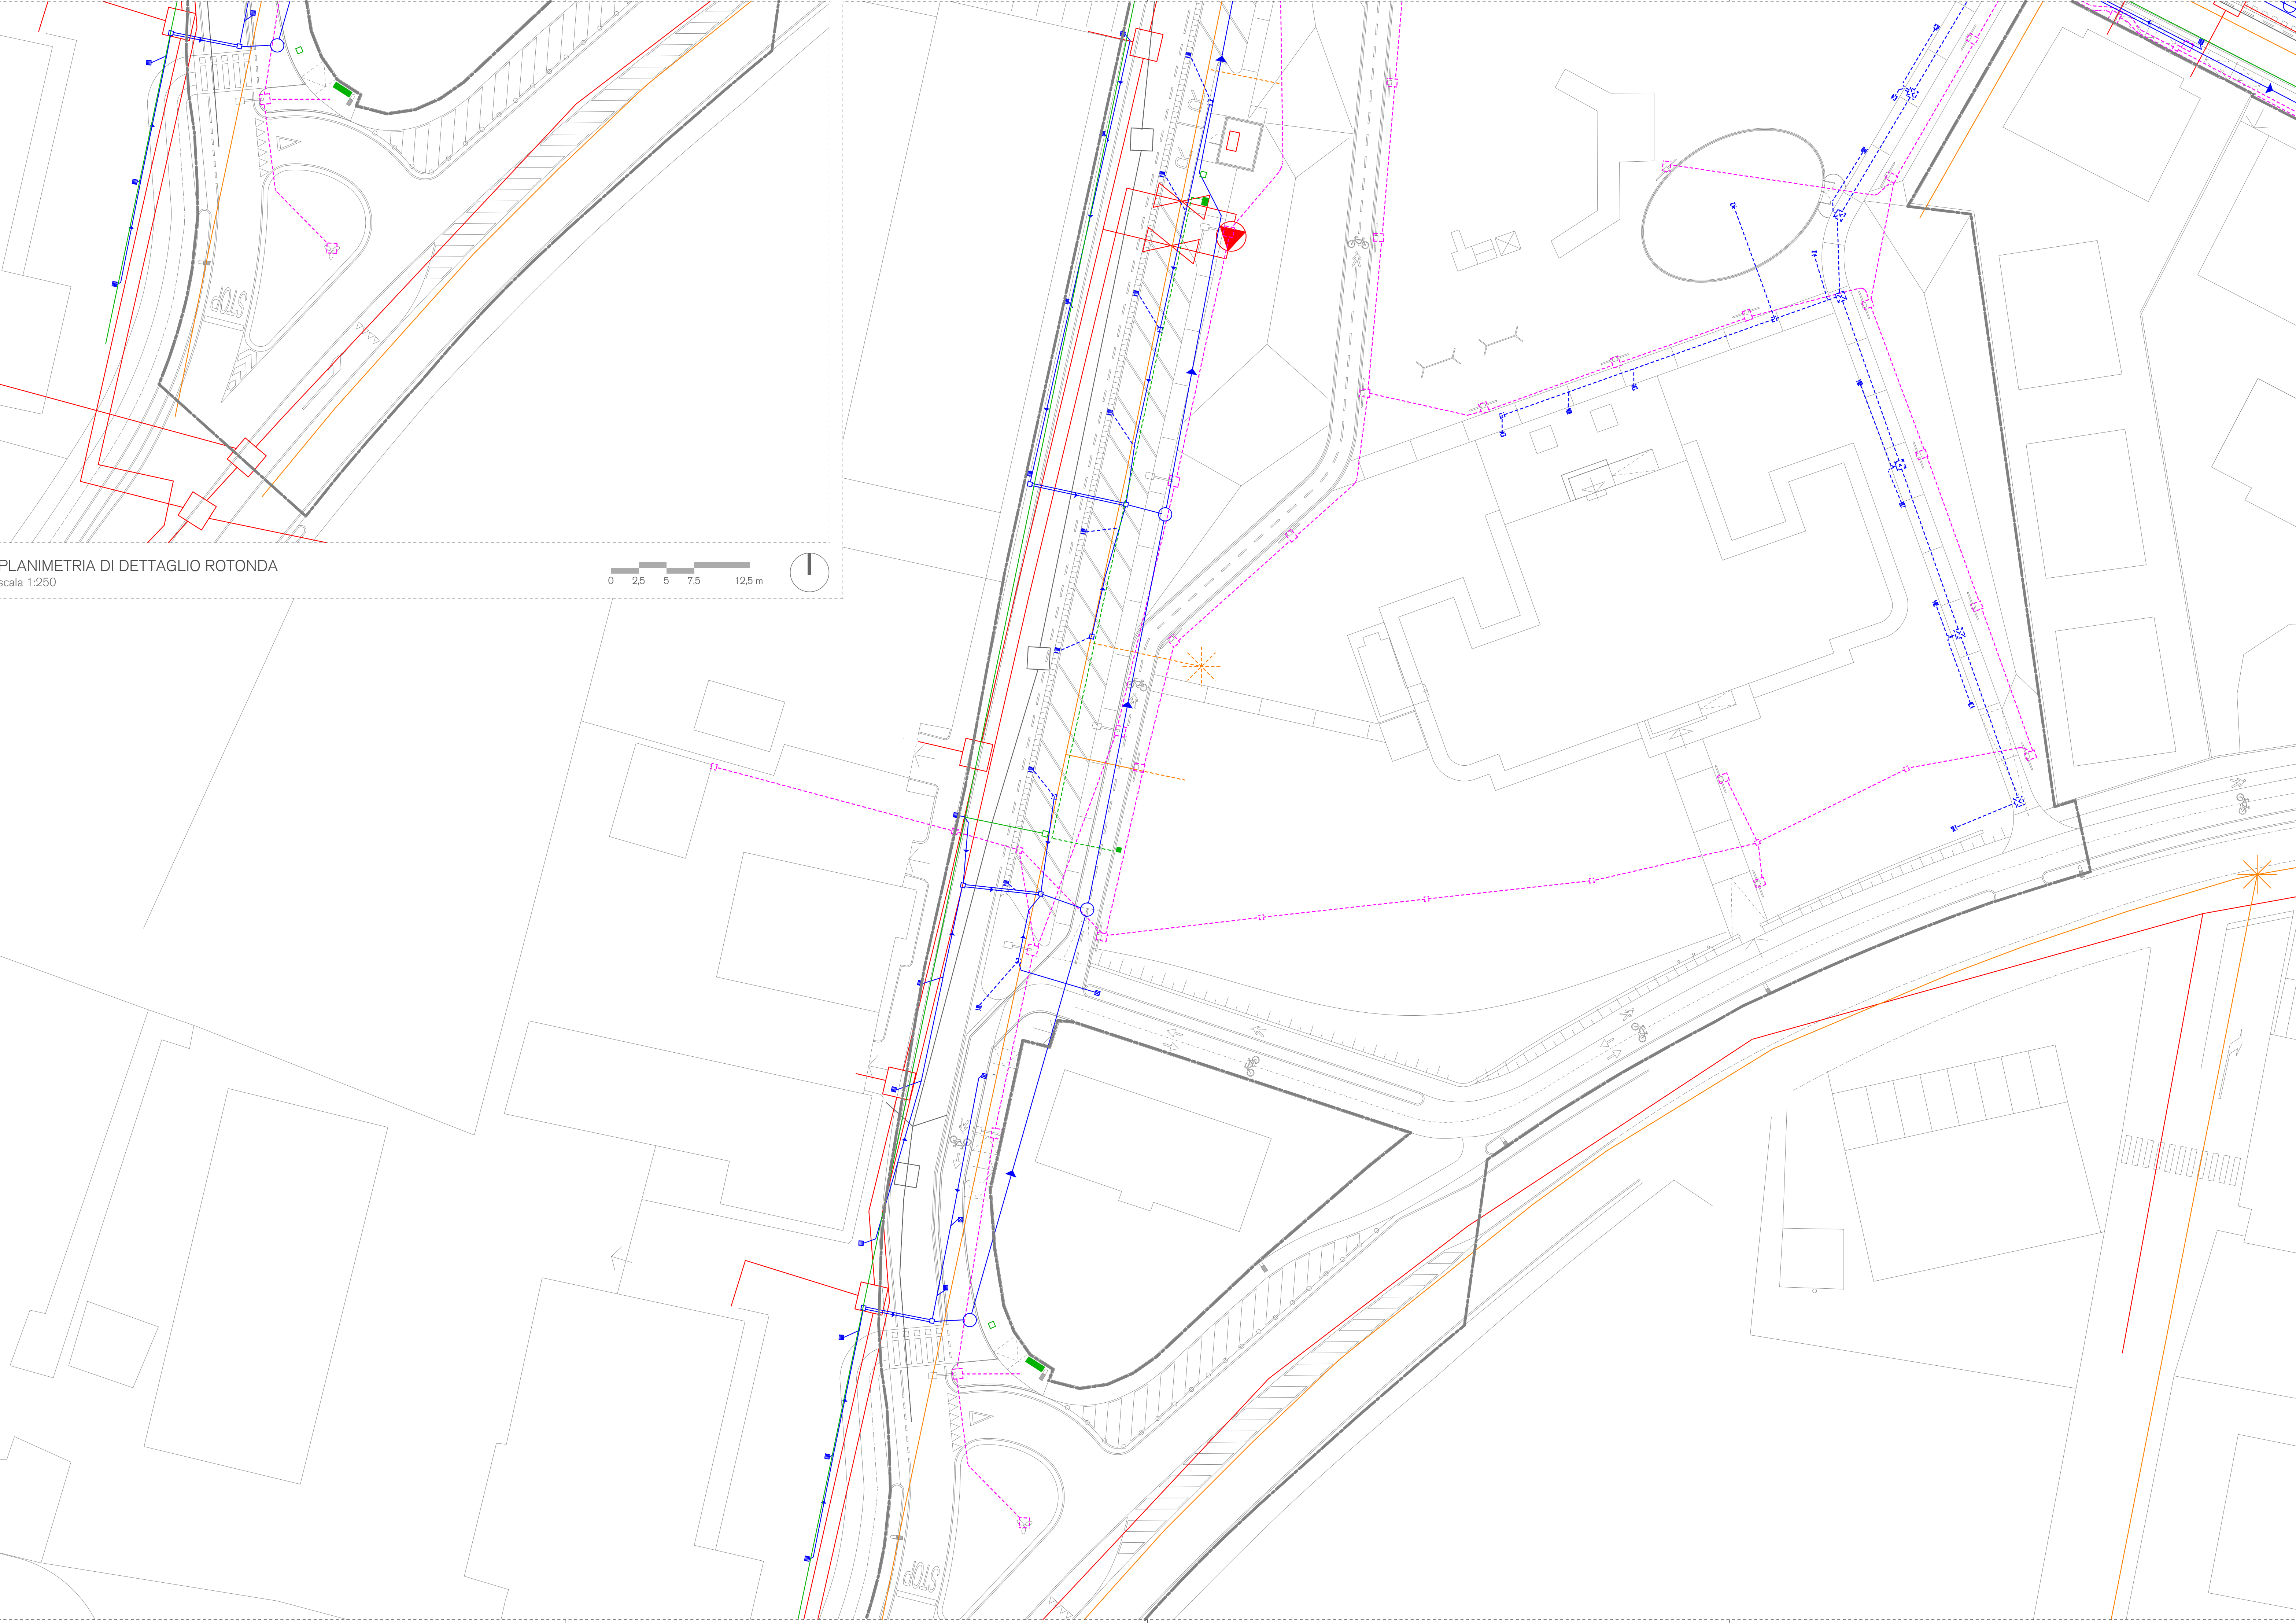 STOP
PLANIMETRIA DI DETTAGLIO ROTONDA
scala 1:250
0 2,5 5 7,5 12,5 m
P
P
STOP